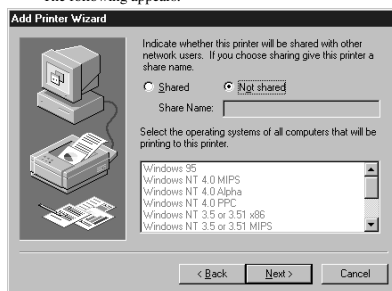 The following appears:
Add Printer Wizard
Indicate whether this printer will be shared with other
network users. If you choose sharing give this printer a
share name.
Shared
Not shared
Share Name:
Select the operating systems of all computers that will be
printing to this printer.
Windows 95
Windows NT 4.0 MIPS
Windows NT 4.0 Alpha
Windows NT 4.0 PPC
Windows NT 3.5 or 3.51 x86
Windows NT 3.5 or 3.51 MIPS
< Back
Next >
Cancel